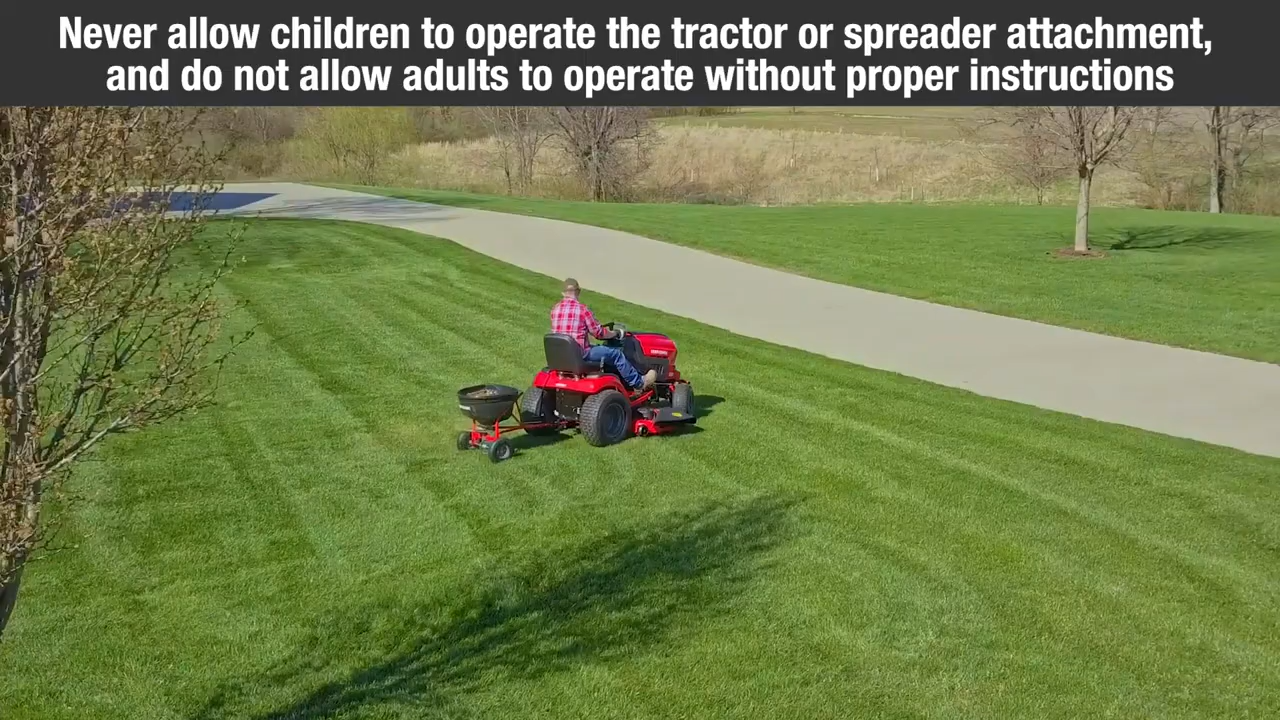 Never allow children to operate the tractor or spreader attachment,
and do not allow adults to operate without proper instructions